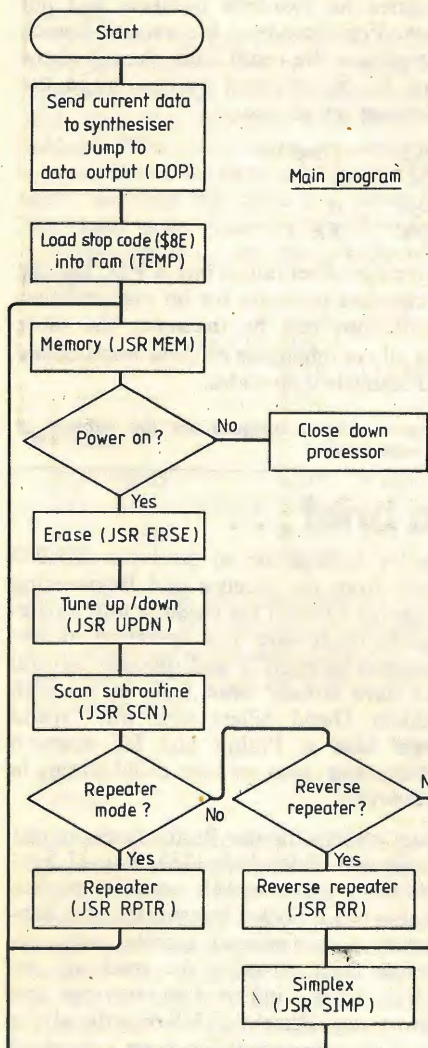 Start
Send current data
to synthesiser
Jump to
data output (DOP)
Main program
Load stop code ($8E)
into ram (TEMP)
Memory (JSR MEM)
Power on?
No
Close down
processor
Yes
Erase (JSR ERSE)
Tune up/down
(JSR UPDN)
Scan subroutine
(JSR SCN)
Repeater
mode?
No
Reverse
repeater?
Yes
Yes
Repeater
(JSR RPTR)
Reverse repeater
(JSR RR)
Simplex
(JSR SIMP)